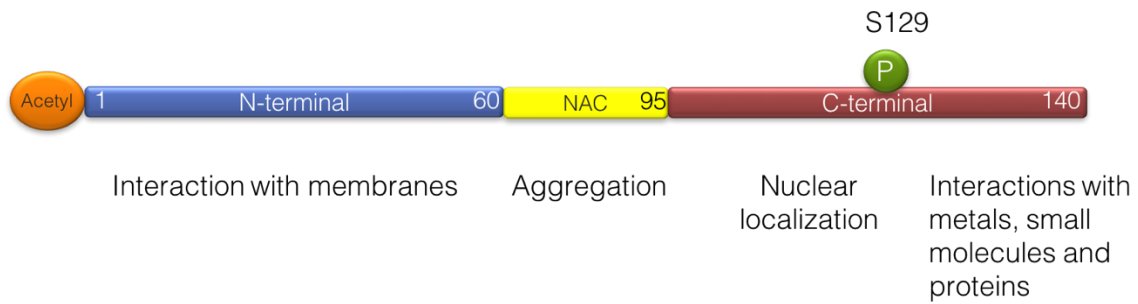 S129
P
Acetyl 1 N-terminal 60 NAC 95 C-terminal 140
Interaction with membranes
Aggregation
Nuclear
localization
Interactions with
metals, small
molecules and
proteins